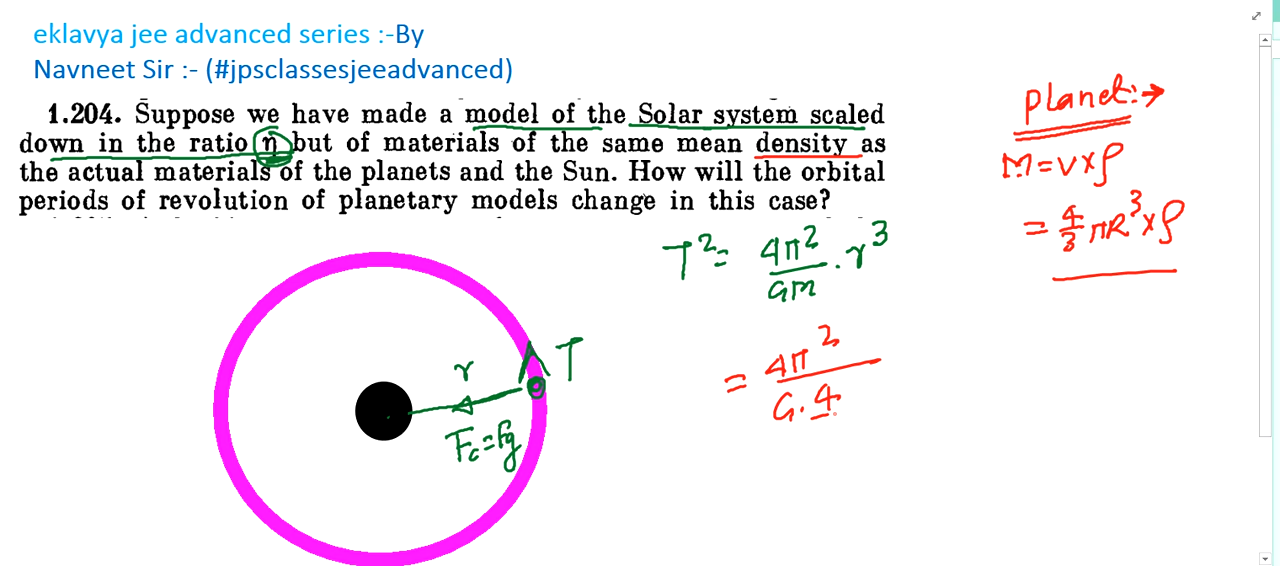 eklavya jee advanced series :-By
Navneet Sir :- (#jpsclassesjeeadvanced)
1.204. Suppose we have made a model of the Solar system scaled
down in the ratio η but of materials of the same mean density as
the actual materials of the planets and the Sun. How will the orbital
periods of revolution of planetary models change in this case?
Planet:→
M=V×ρ
= 4/3 πR³×ρ
T² = 4π²/GM · r³
= 4π²/G·4
r
T
Fc=Fg